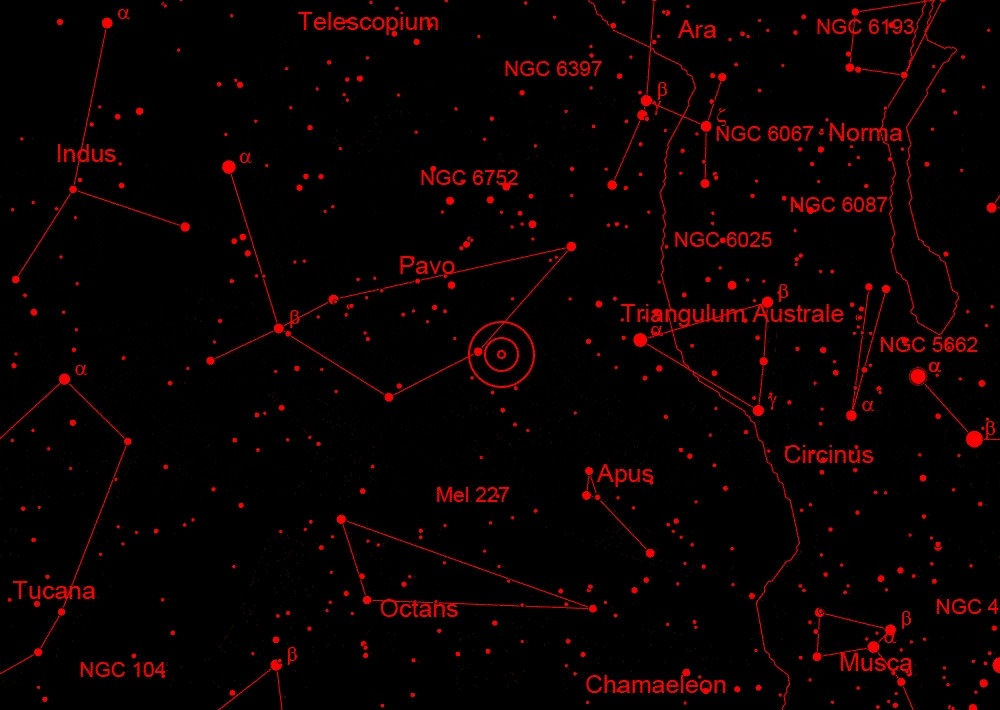 α
Telescopium
Ara
NGC 6193
NGC 6397
β
γ
ζ
Indus
NGC 6067
Norma
α
NGC 6752
NGC 6087
NGC 6025
Pavo
β
β
Triangulum Australe
α
NGC 5662
α
α
γ
α
β
Circinus
Apus
Mel 227
Tucana
Octans
NGC 4
β
α
β
Musca
NGC 104
Chamaeleon